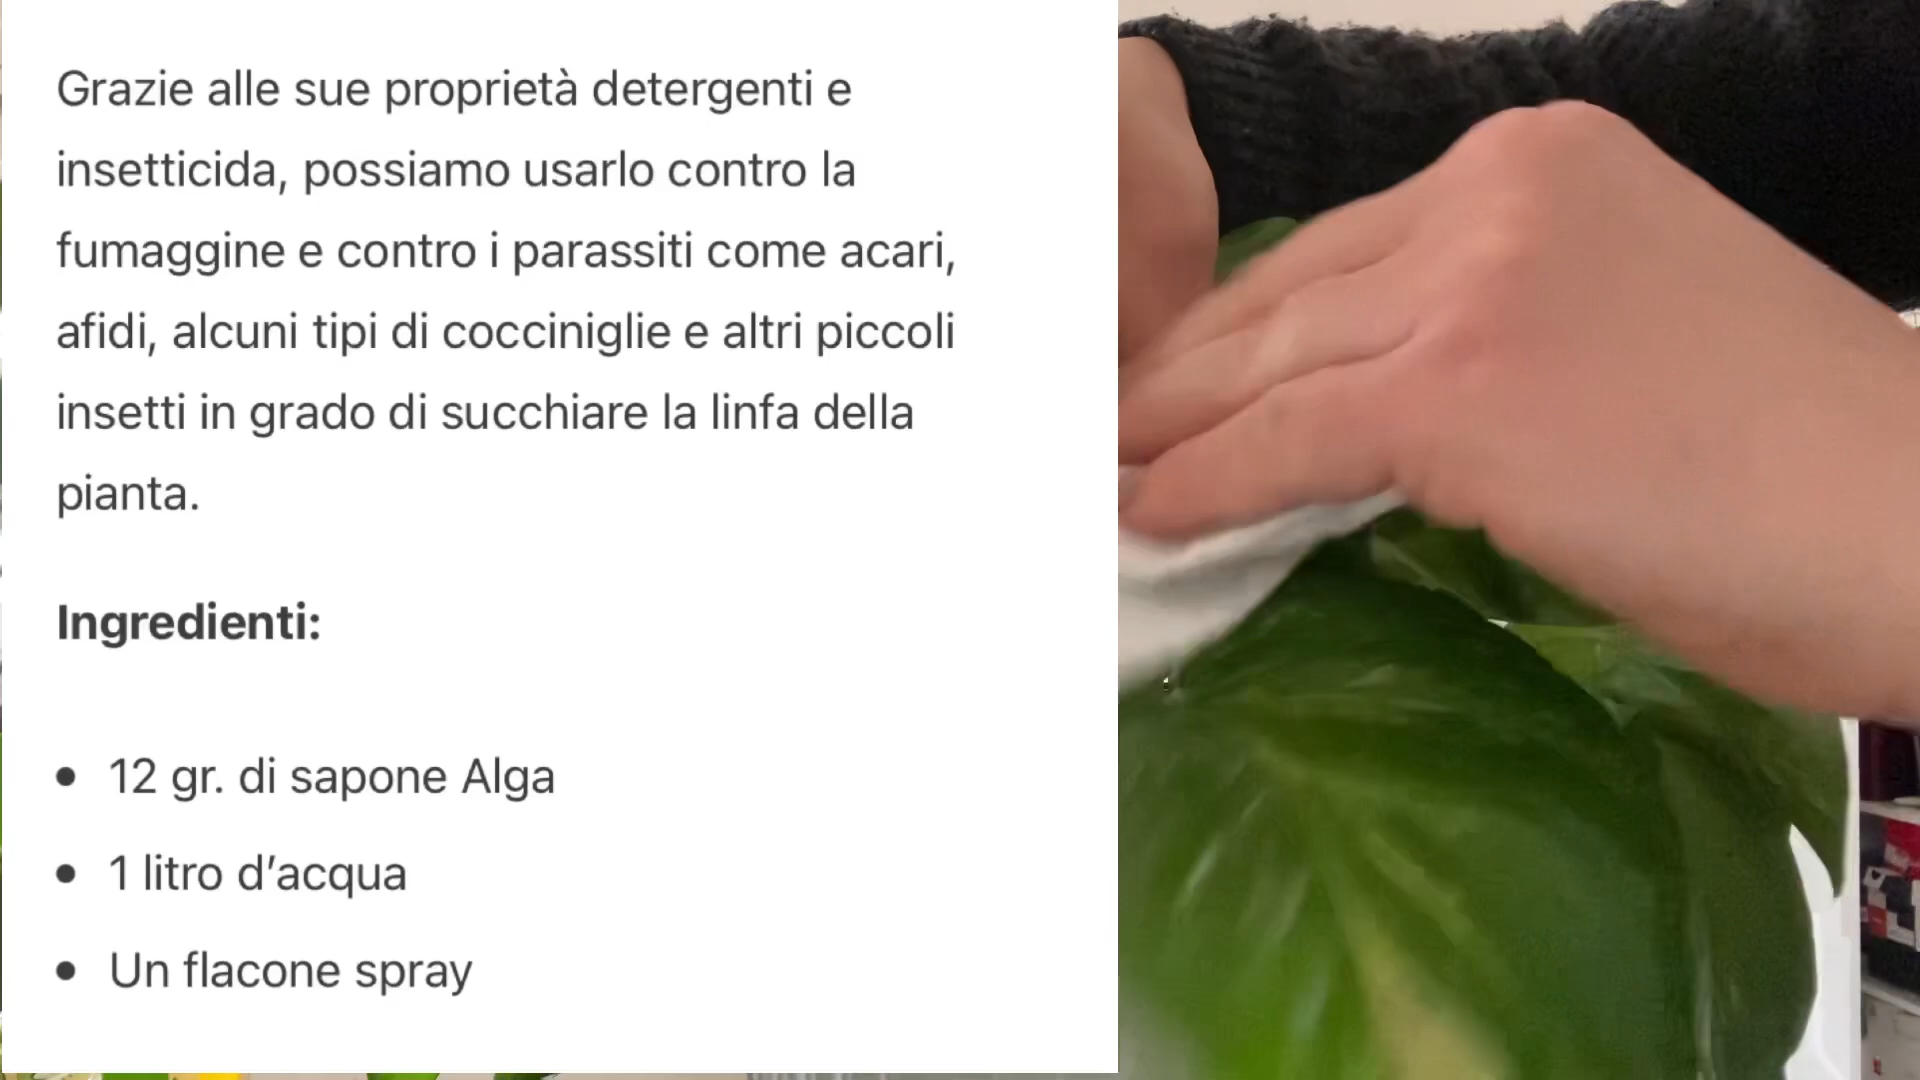 Grazie alle sue proprietà detergenti e
insetticida, possiamo usarlo contro la
fumaggine e contro i parassiti come acari,
afidi, alcuni tipi di cocciniglie e altri piccoli
insetti in grado di succhiare la linfa della
pianta.
Ingredienti:
• 12 gr. di sapone Alga
• 1 litro d’acqua
• Un flacone spray